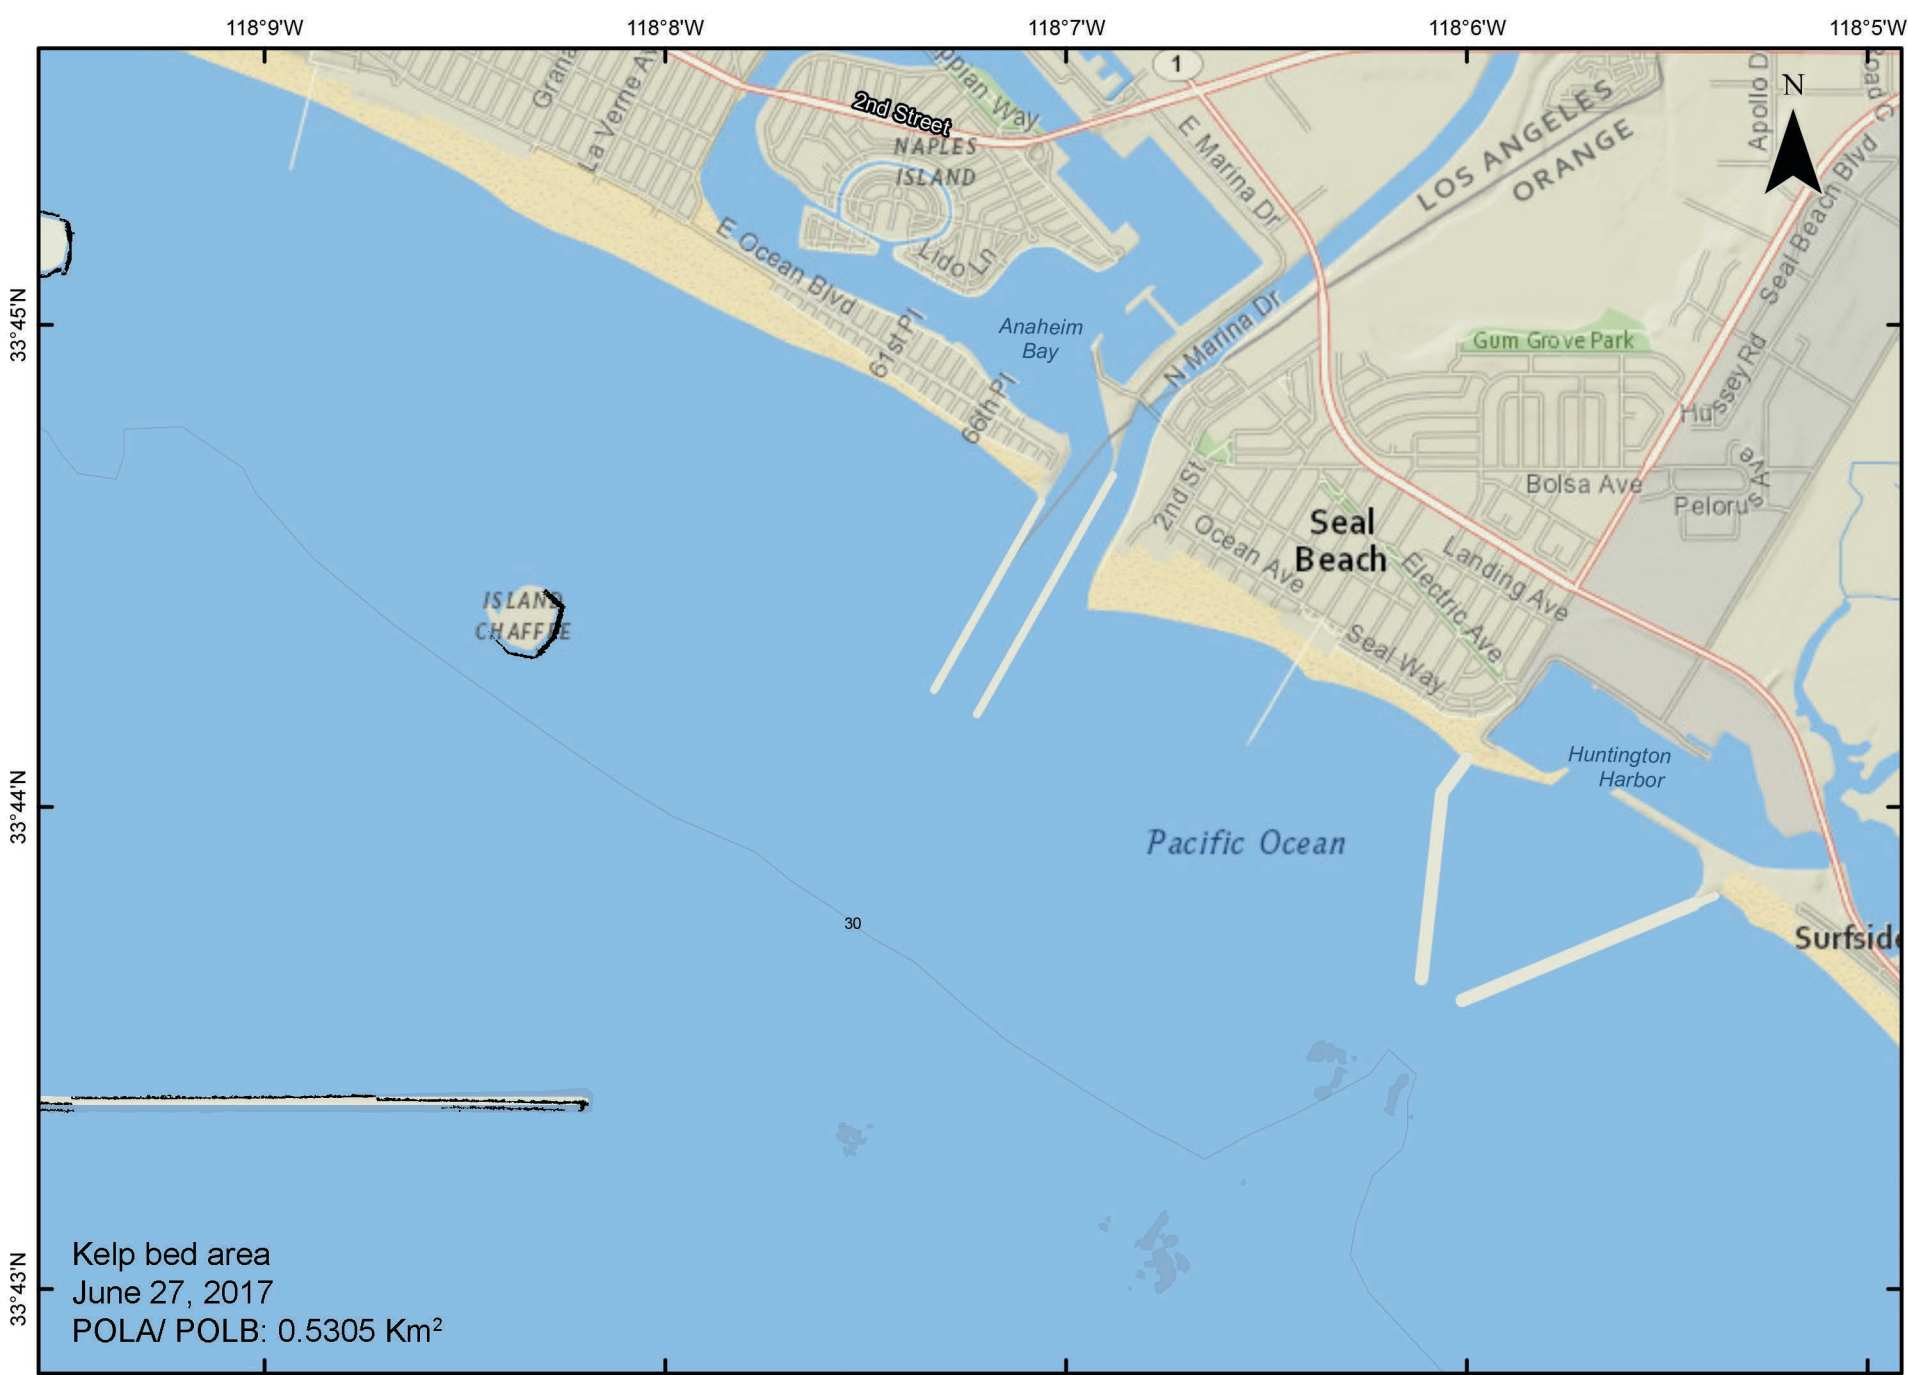 118°9'W
118°8'W
118°7'W
118°6'W
118°5'W
33°45'N
33°44'N
33°43'N
N
1
Grana
La Verne Av
2nd Street
ppian Way
NAPLES
ISLAND
E Marina Dr
LOS ANGELES
ORANGE
Apollo D
oad C
Seal Beach Blvd
E Ocean Blvd
Lido Ln
61st Pl
66th Pl
Anaheim
Bay
N Marina Dr
Gum Grove Park
Hussey Rd
Bolsa Ave
Pelorus Ave
2nd St
Ocean Ave
Seal
Beach
Landing Ave
Electric Ave
Seal Way
ISLAND
CHAFFEE
Huntington
Harbor
Pacific Ocean
30
Surfside
Kelp bed area
June 27, 2017
POLA/ POLB: 0.5305 Km²